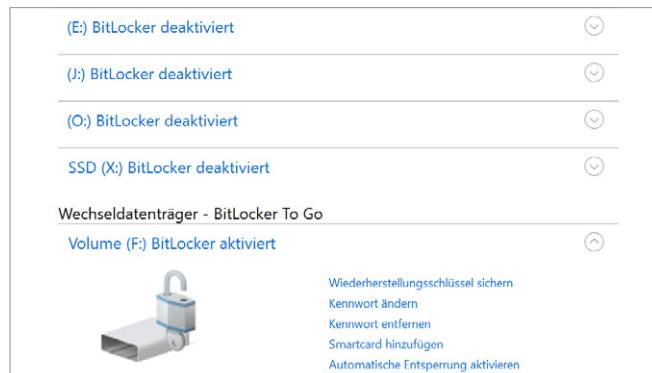 (E:) BitLocker deaktiviert
(J:) BitLocker deaktiviert
(O:) BitLocker deaktiviert
SSD (X:) BitLocker deaktiviert
Wechseldatenträger - BitLocker To Go
Volume (F:) BitLocker aktiviert
Wiederherstellungsschlüssel sichern
Kennwort ändern
Kennwort entfernen
Smartcard hinzufügen
Automatische Entsperrung aktivieren